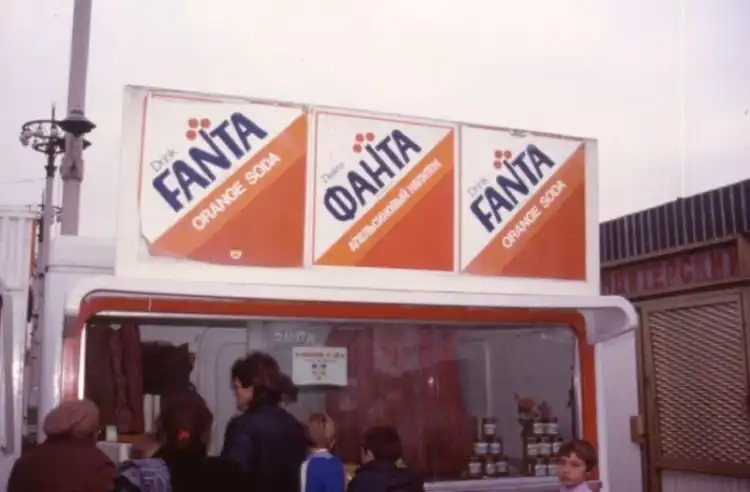 Drink
FANTA
ORANGE SODA
Пейте
ФАНТА
АПЕЛЬСИНОВЫЙ НАПИТОК
Drink
FANTA
ORANGE SODA